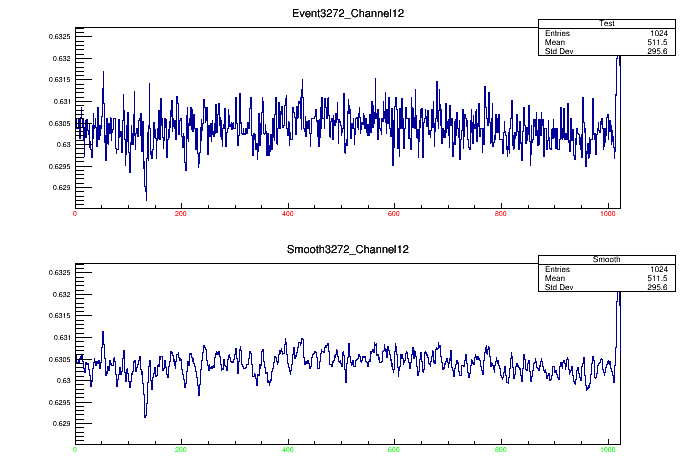 Event3272_Channel12
Test
Entries 1024
Mean 511.5
Std Dev 295.6
0.6325
0.632
0.6315
0.631
0.6305
0.63
0.6295
0.629
0 200 400 600 800 1000
Smooth3272_Channel12
Smooth
Entries 1024
Mean 511.5
Std Dev 295.6
0.6325
0.632
0.6315
0.631
0.6305
0.63
0.6295
0.629
0 200 400 600 800 1000